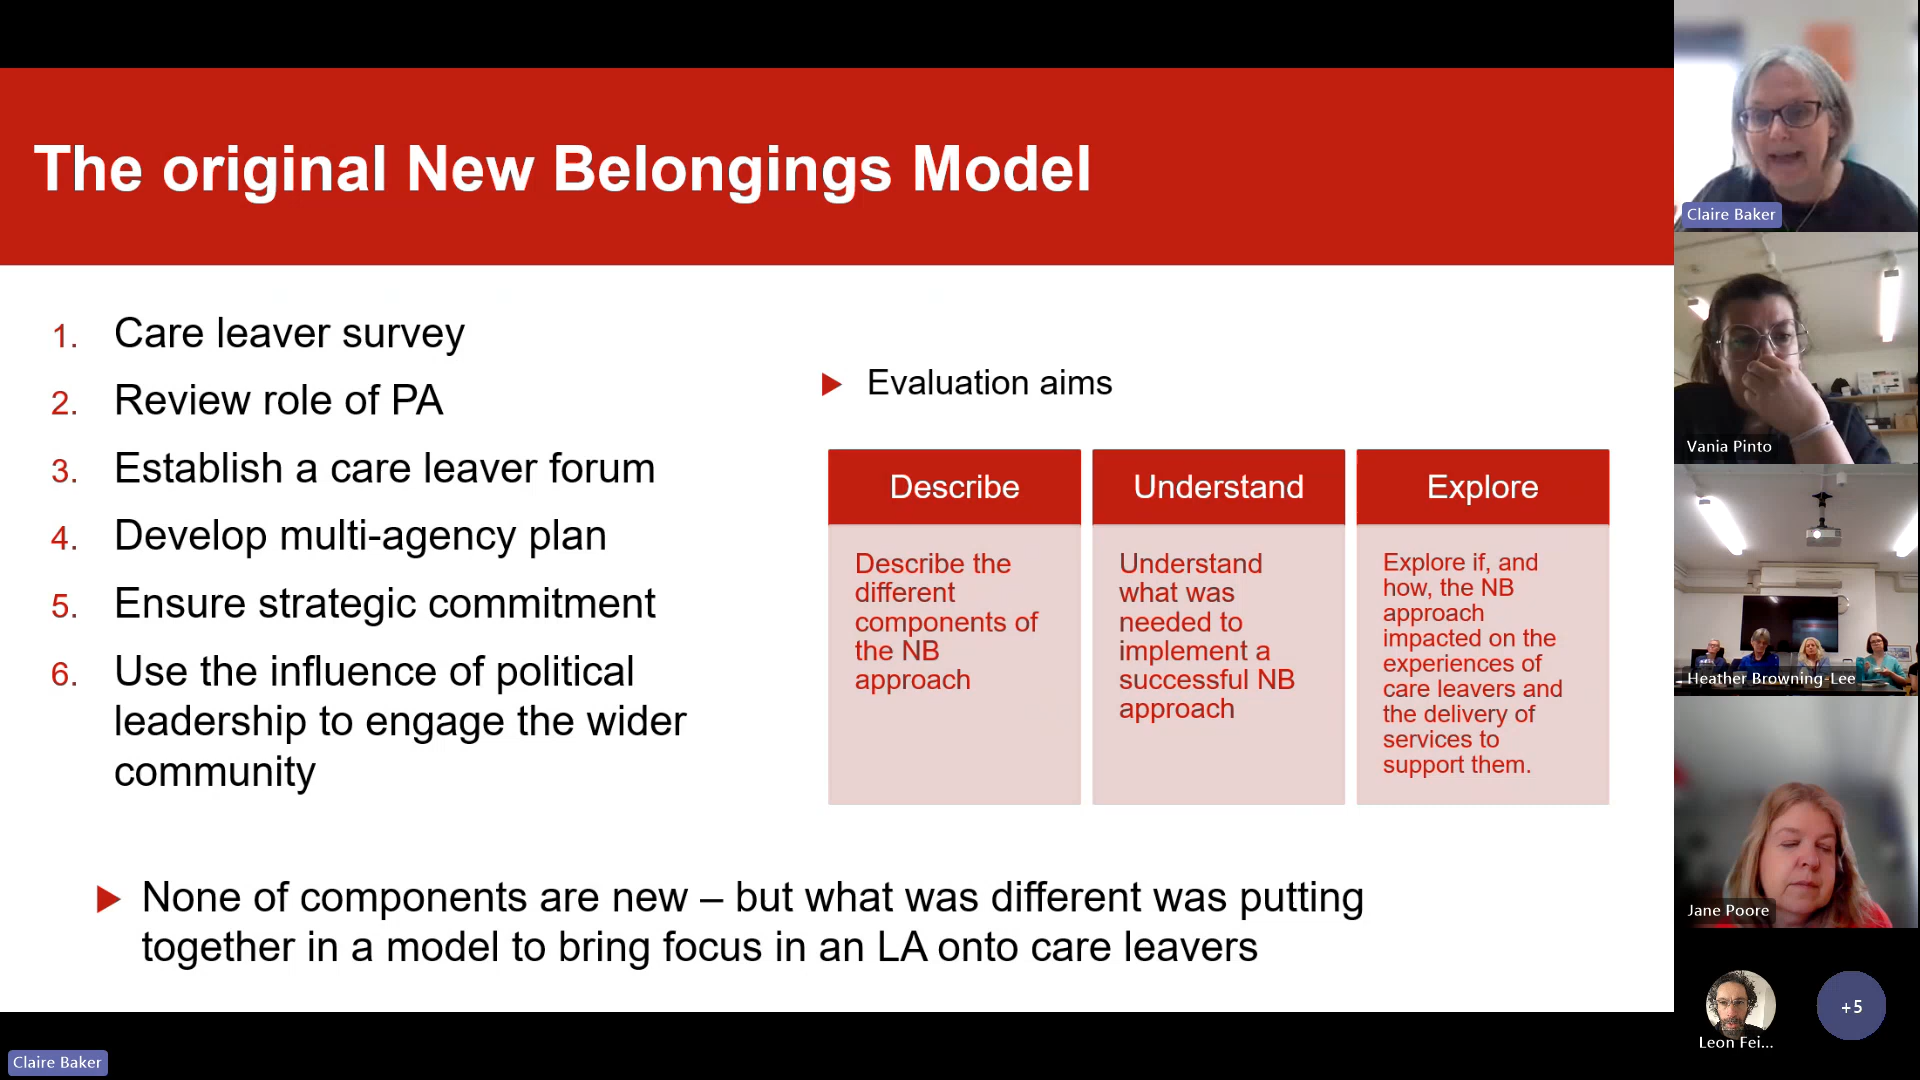 The original New Belongings Model
1. Care leaver survey
2. Review role of PA
3. Establish a care leaver forum
4. Develop multi-agency plan
5. Ensure strategic commitment
6. Use the influence of political
leadership to engage the wider
community
Evaluation aims
Describe
Describe the
different
components of
the NB
approach
Understand
Understand
what was
needed to
implement a
successful NB
approach
Explore
Explore if, and
how, the NB
approach
impacted on the
experiences of
care leavers and
the delivery of
services to
support them.
None of components are new – but what was different was putting
together in a model to bring focus in an LA onto care leavers
Claire Baker
Claire Baker
Vania Pinto
Heather Browning-Lee
Jane Poore
Leon Fei...
+5